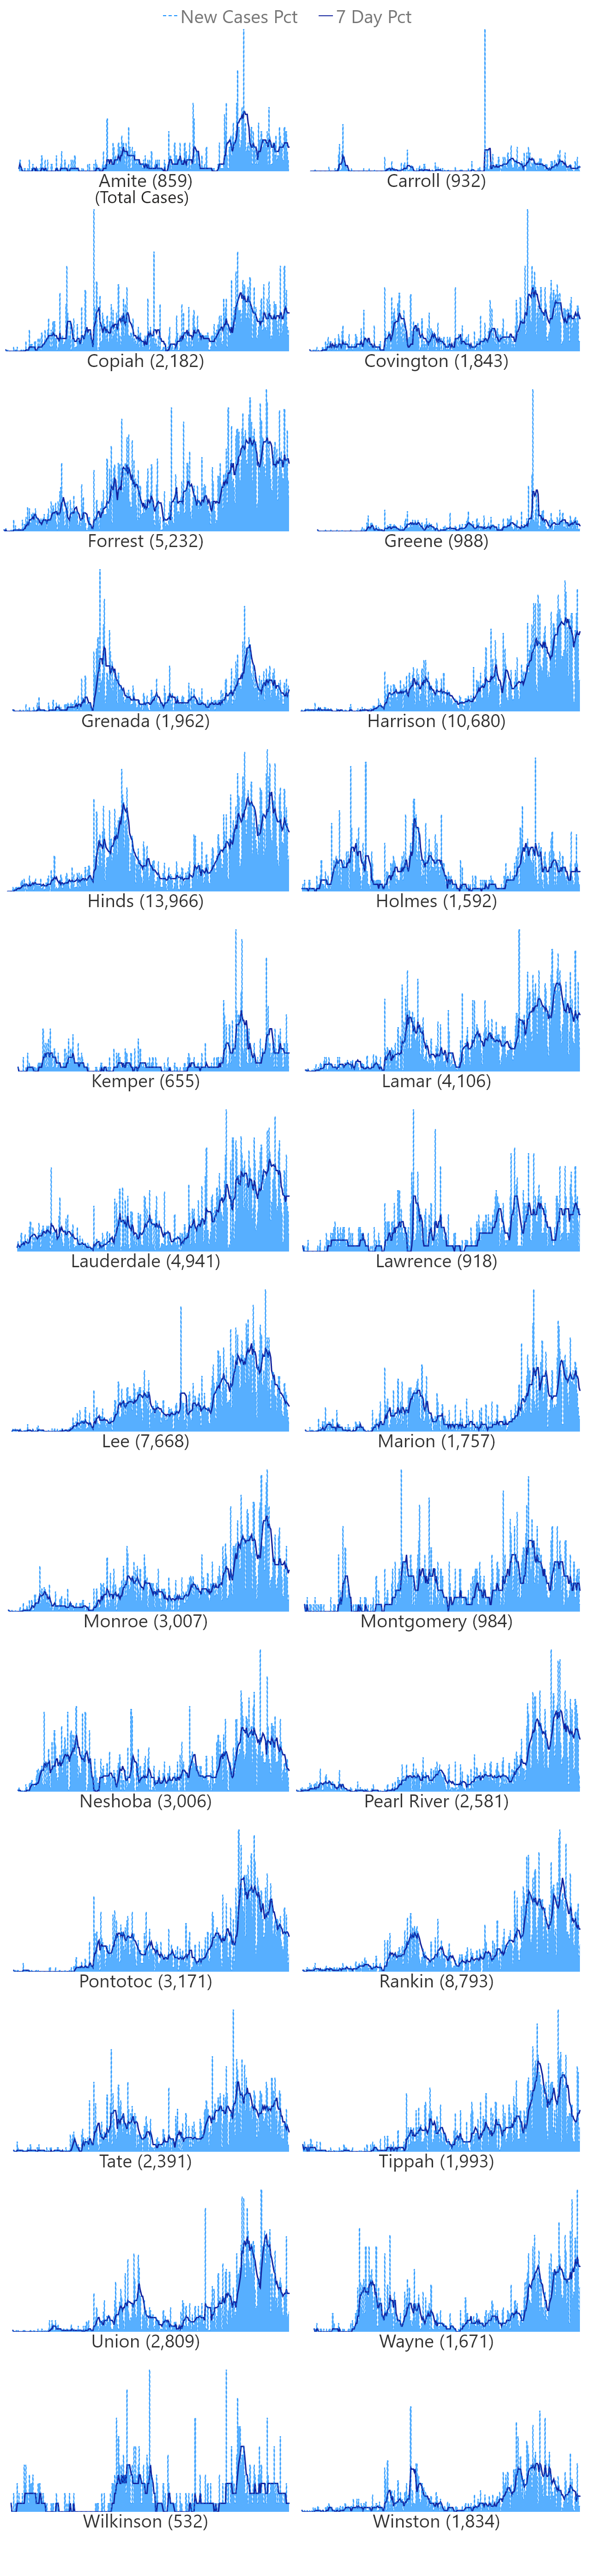 New Cases Pct 7 Day Pct
Amite (859) Carroll (932)
(Total Cases)
Copiah (2,182) Covington (1,843)
Forrest (5,232) Greene (988)
Grenada (1,962) Harrison (10,680)
Hinds (13,966) Holmes (1,592)
Kemper (655) Lamar (4,106)
Lauderdale (4,941) Lawrence (918)
Lee (7,668) Marion (1,757)
Monroe (3,007) Montgomery (984)
Neshoba (3,006) Pearl River (2,581)
Pontotoc (3,171) Rankin (8,793)
Tate (2,391) Tippah (1,993)
Union (2,809) Wayne (1,671)
Wilkinson (532) Winston (1,834)